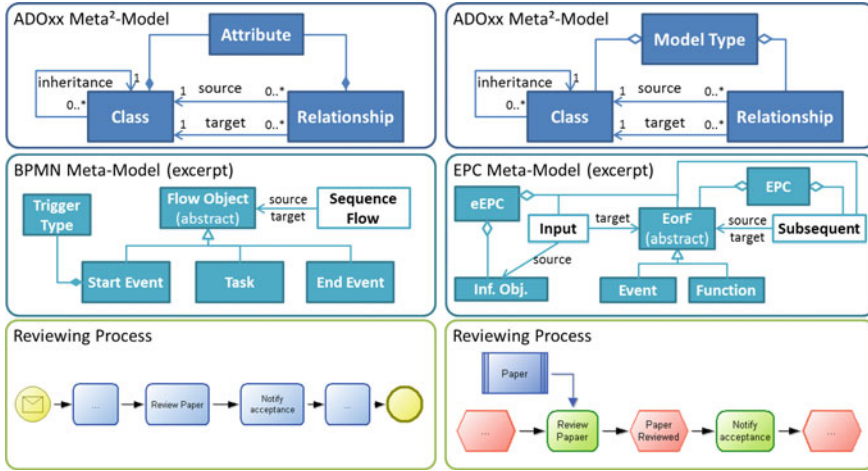 ADOxx Meta²-Model
Attribute
inheritance
1
0..*
Class
1
source
0..*
1
target
0..*
Relationship
ADOxx Meta²-Model
Model Type
inheritance
1
0..*
Class
1
source
0..*
1
target
0..*
Relationship
BPMN Meta-Model (excerpt)
Trigger
Type
Flow Object
(abstract)
source
target
Sequence
Flow
Start Event
Task
End Event
EPC Meta-Model (excerpt)
eEPC
EPC
Input
target
EorF
(abstract)
source
target
Subsequent
source
Inf. Obj.
Event
Function
Reviewing Process
...
Review Paper
Notify
acceptance
...
Reviewing Process
Paper
...
Review
Papaer
Paper
Reviewed
Notify
acceptance
...